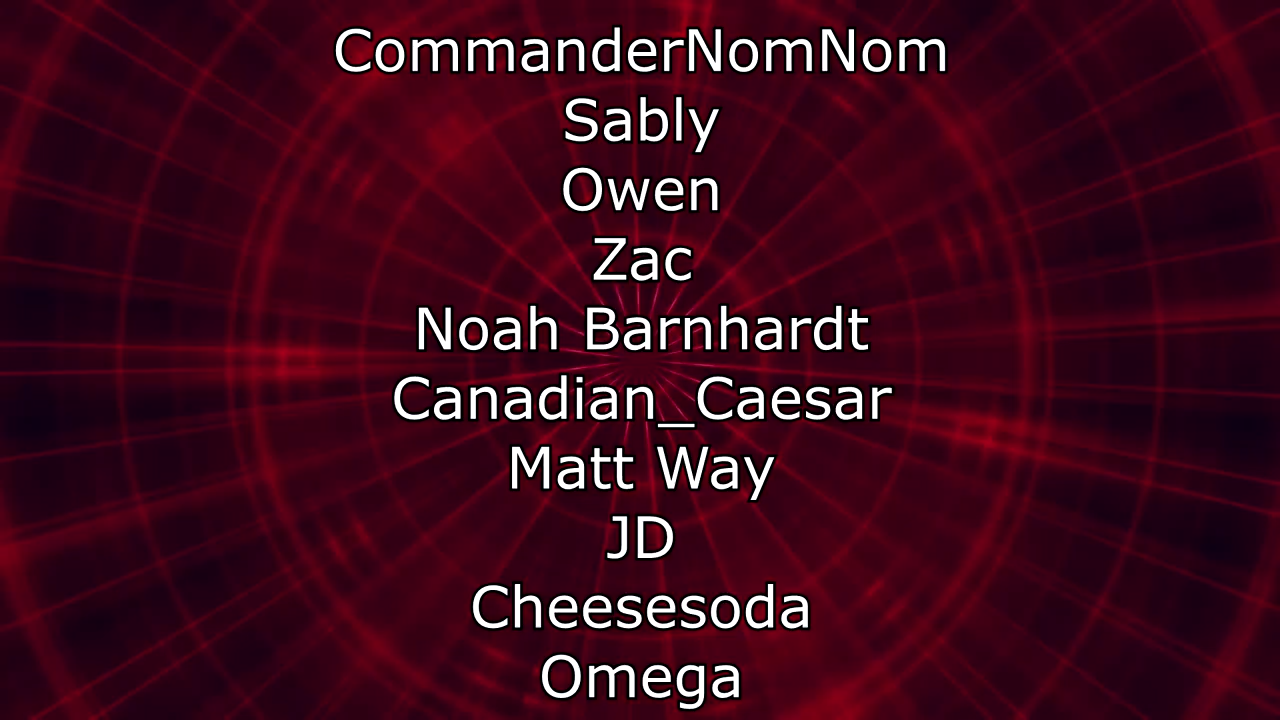 CommanderNomNom
Sably
Owen
Zac
Noah Barnhardt
Canadian_Caesar
Matt Way
JD
Cheesesoda
Omega